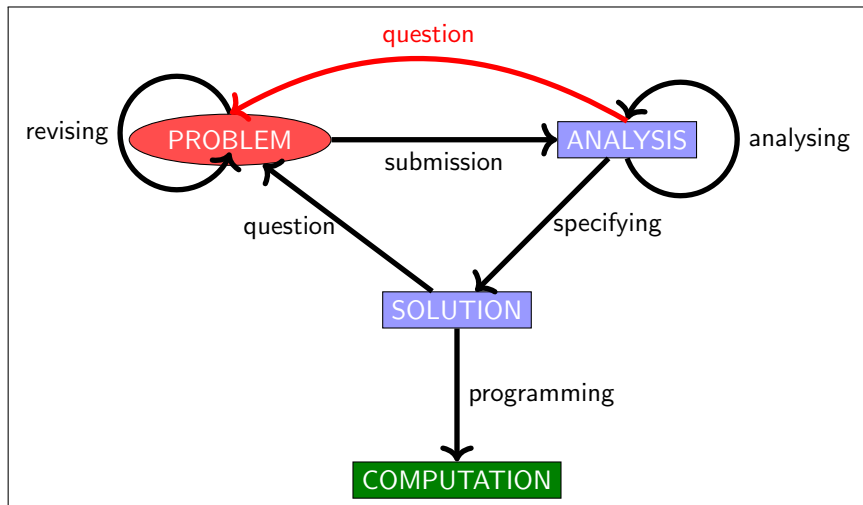 question
revising
PROBLEM
submission
ANALYSIS
analysing
question
specifying
SOLUTION
programming
COMPUTATION